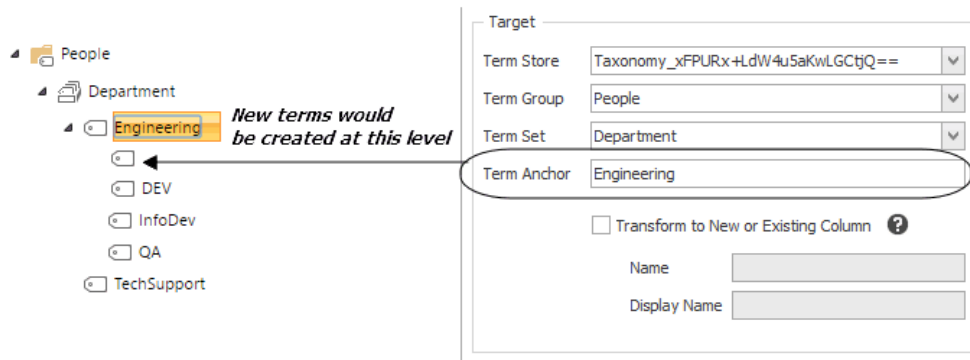 People
Department
Engineering
New terms would
be created at this level
DEV
InfoDev
QA
TechSupport
Target
Term Store Taxonomy_xFPURx+LdW4u5aKwLGCtjQ==
Term Group People
Term Set Department
Term Anchor Engineering
Transform to New or Existing Column ?
Name
Display Name